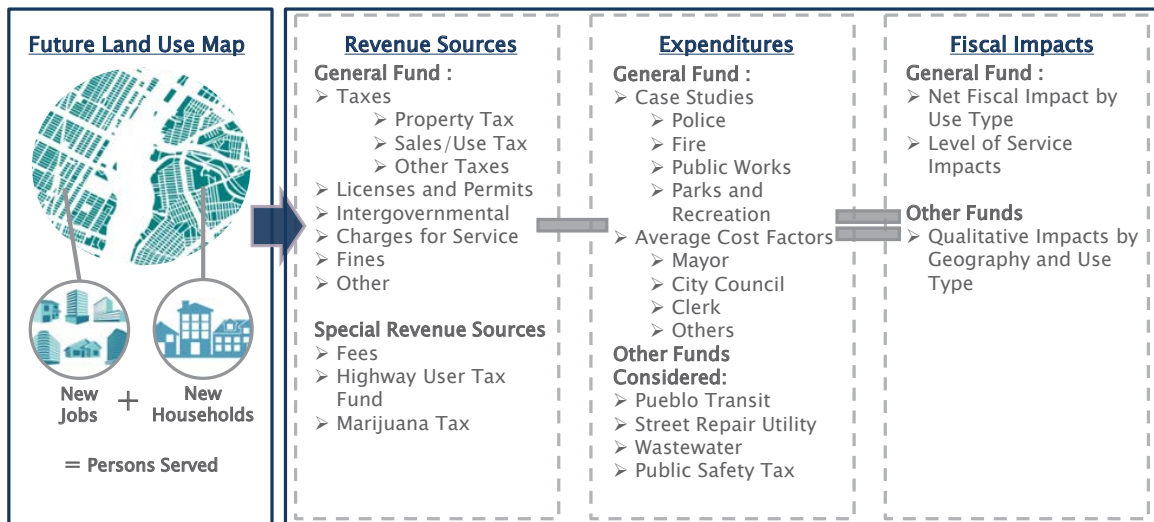 Future Land Use Map
New
Jobs
+
New
Households
= Persons Served
Revenue Sources
General Fund :
➢ Taxes
➢ Property Tax
➢ Sales/Use Tax
➢ Other Taxes
➢ Licenses and Permits
➢ Intergovernmental
➢ Charges for Service
➢ Fines
➢ Other
Special Revenue Sources
➢ Fees
➢ Highway User Tax
Fund
➢ Marijuana Tax
Expenditures
General Fund :
➢ Case Studies
➢ Police
➢ Fire
➢ Public Works
➢ Parks and
Recreation
➢ Average Cost Factors
➢ Mayor
➢ City Council
➢ Clerk
➢ Others
Other Funds
Considered:
➢ Pueblo Transit
➢ Street Repair Utility
➢ Wastewater
➢ Public Safety Tax
Fiscal Impacts
General Fund :
➢ Net Fiscal Impact by
Use Type
➢ Level of Service
Impacts
Other Funds
➢ Qualitative Impacts by
Geography and Use
Type